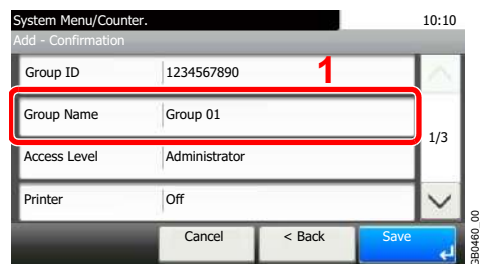 System Menu/Counter. 10:10
Add - Confirmation
Group ID 1234567890 1
Group Name Group 01
1/3
Access Level Administrator
Printer Off
Cancel < Back Save
GB0460_00